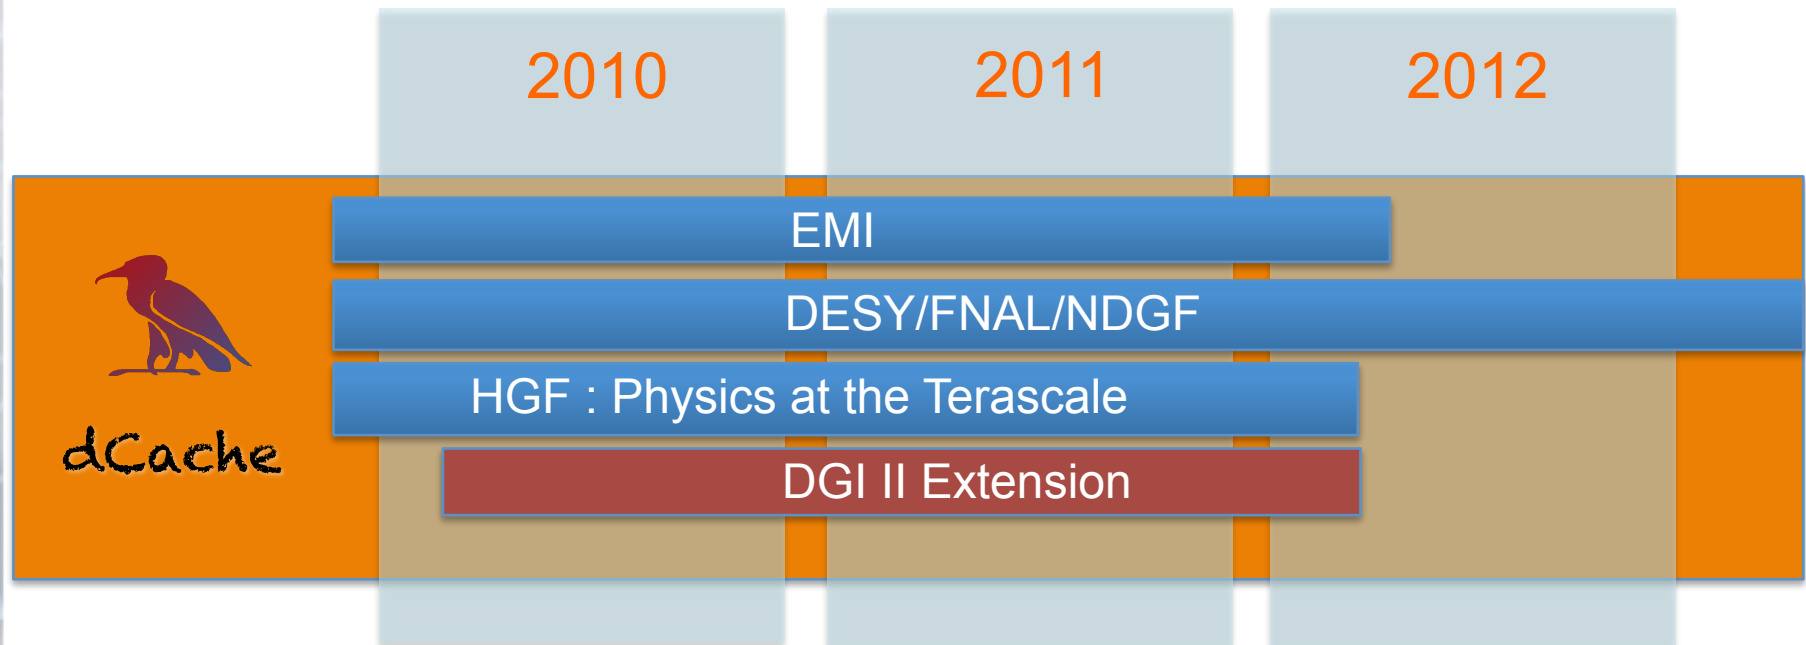 2010
2011
2012
EMI
DESY/FNAL/NDGF
HGF : Physics at the Terascale
dCache
DGI II Extension